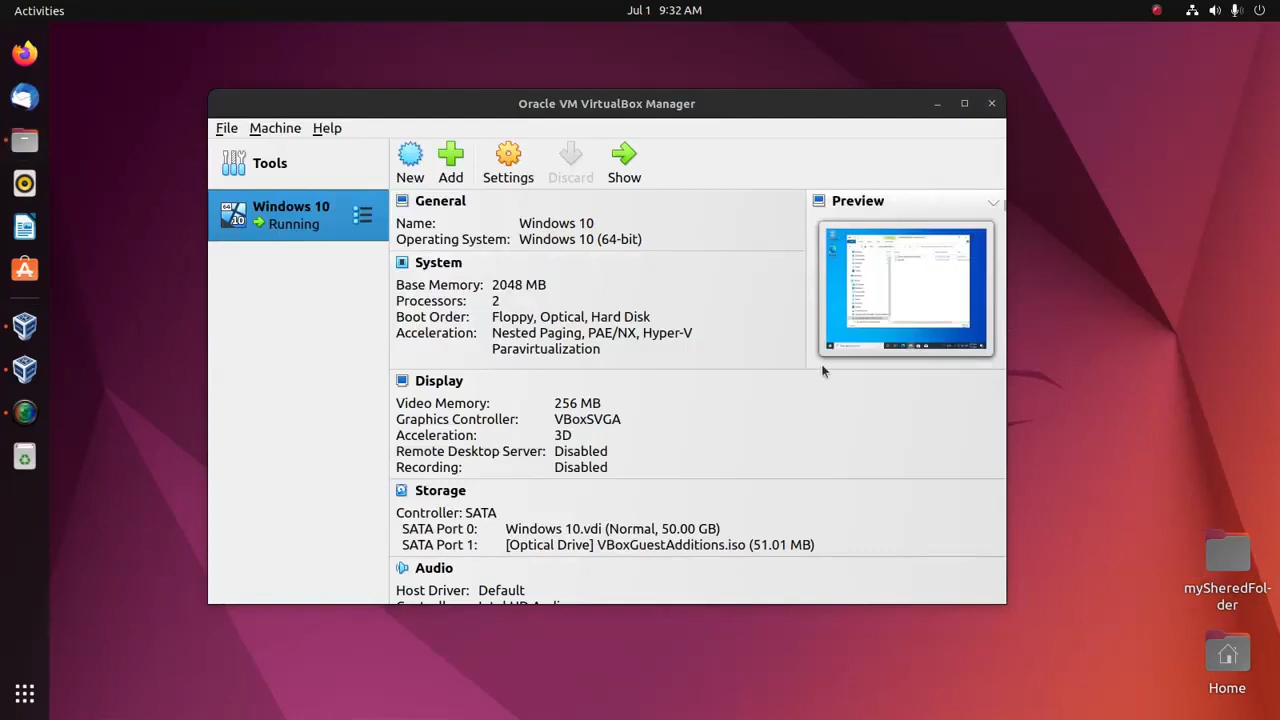 Activities
Jul 1 9:32 AM
Oracle VM VirtualBox Manager
File Machine Help
Tools
New Add Settings Discard Show
Windows 10
Running
General
Name: Windows 10
Operating System: Windows 10 (64-bit)
Preview
System
Base Memory: 2048 MB
Processors: 2
Boot Order: Floppy, Optical, Hard Disk
Acceleration: Nested Paging, PAE/NX, Hyper-V
Paravirtualization
Display
Video Memory: 256 MB
Graphics Controller: VBoxSVGA
Acceleration: 3D
Remote Desktop Server: Disabled
Recording: Disabled
Storage
Controller: SATA
SATA Port 0: Windows 10.vdi (Normal, 50.00 GB)
SATA Port 1: [Optical Drive] VBoxGuestAdditions.iso (51.01 MB)
Audio
Host Driver: Default
mySheredFol-
der
Home